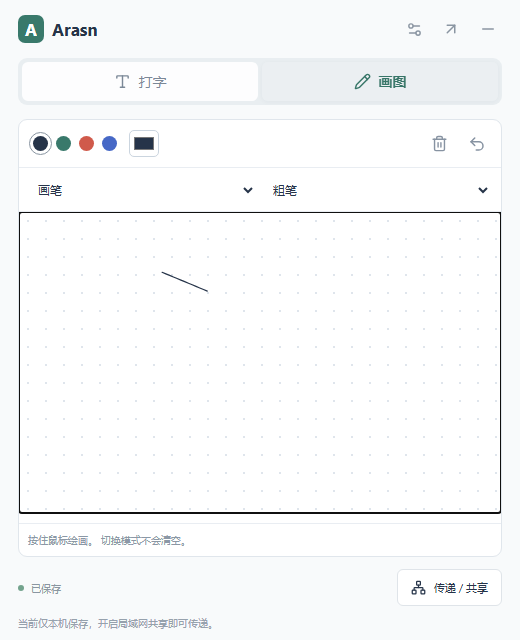 A Arasn
打字 画图
画笔 粗笔
按住鼠标绘画。 切换模式不会清空。
已保存 传递 / 共享
当前仅本机保存，开启局域网共享即可传递。